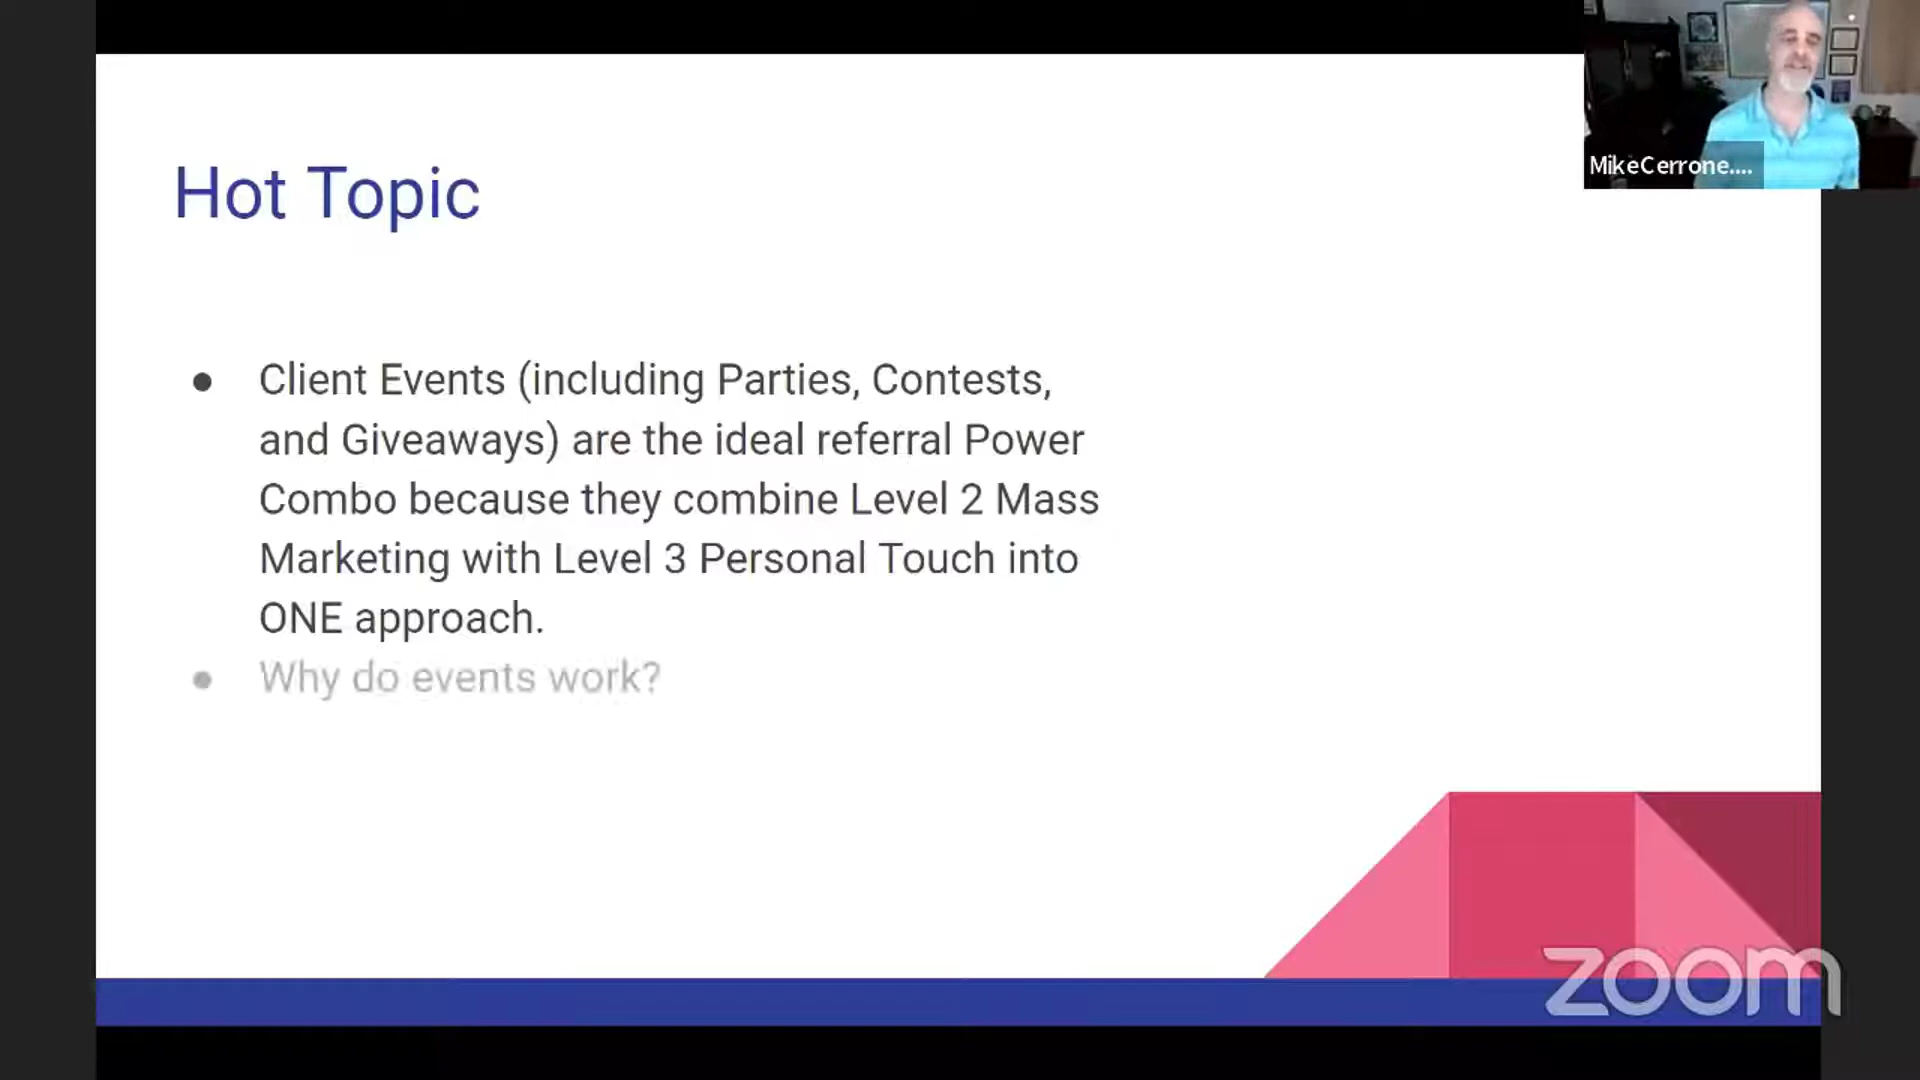 MikeCerrone....
Hot Topic
● Client Events (including Parties, Contests,
and Giveaways) are the ideal referral Power
Combo because they combine Level 2 Mass
Marketing with Level 3 Personal Touch into
ONE approach.
● Why do events work?
zoom